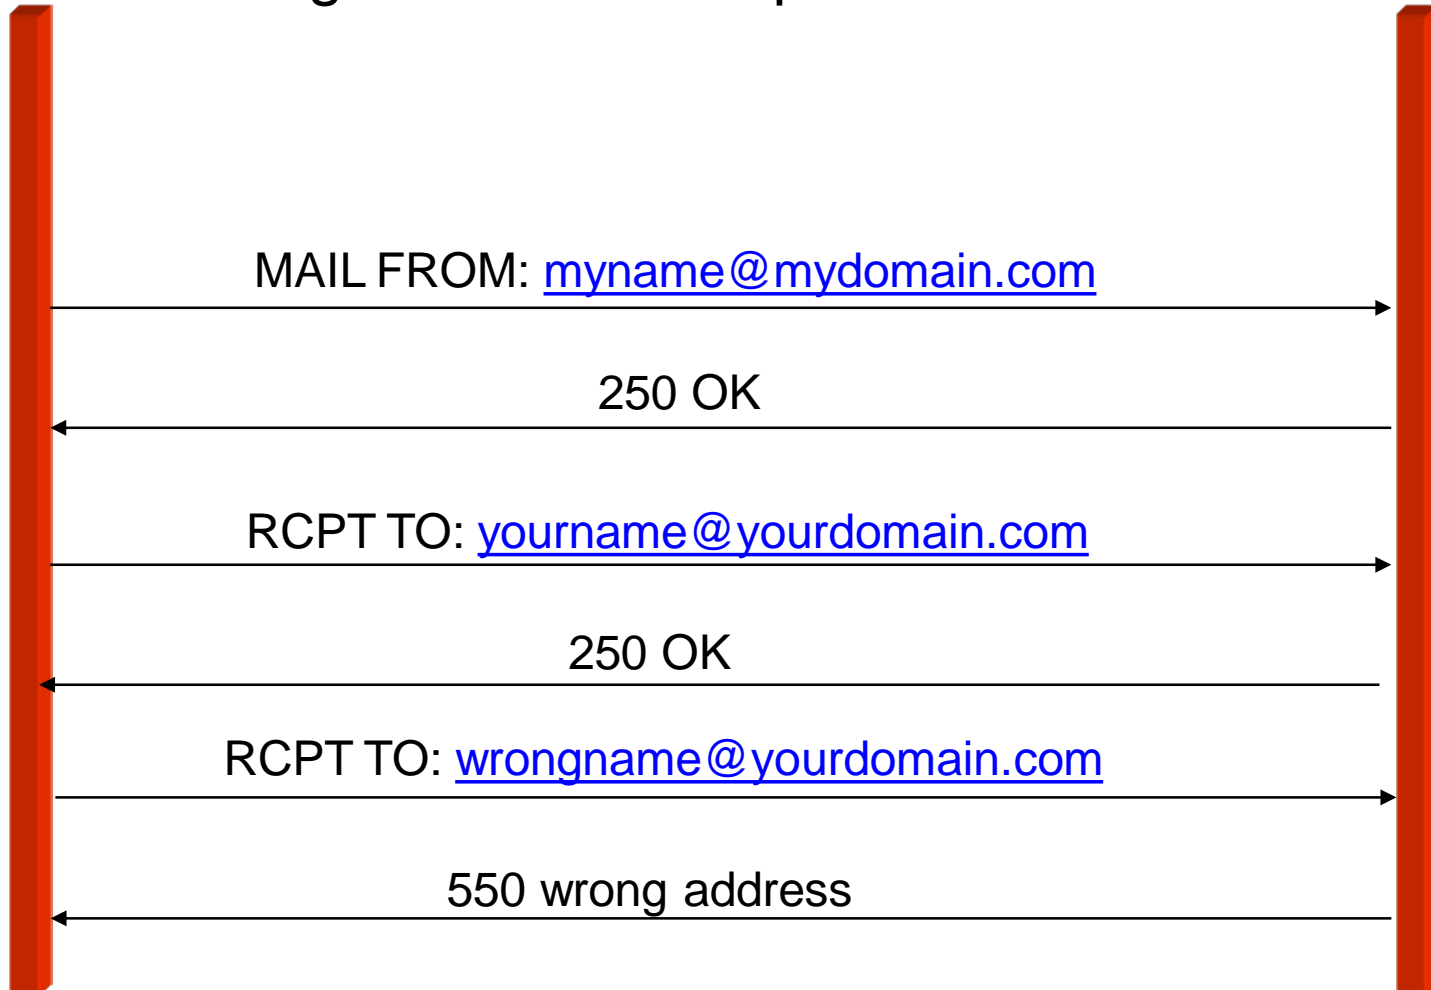 MAIL FROM: myname@mydomain.com
250 OK
RCPT TO: yourname@yourdomain.com
250 OK
RCPT TO: wrongname@yourdomain.com
550 wrong address